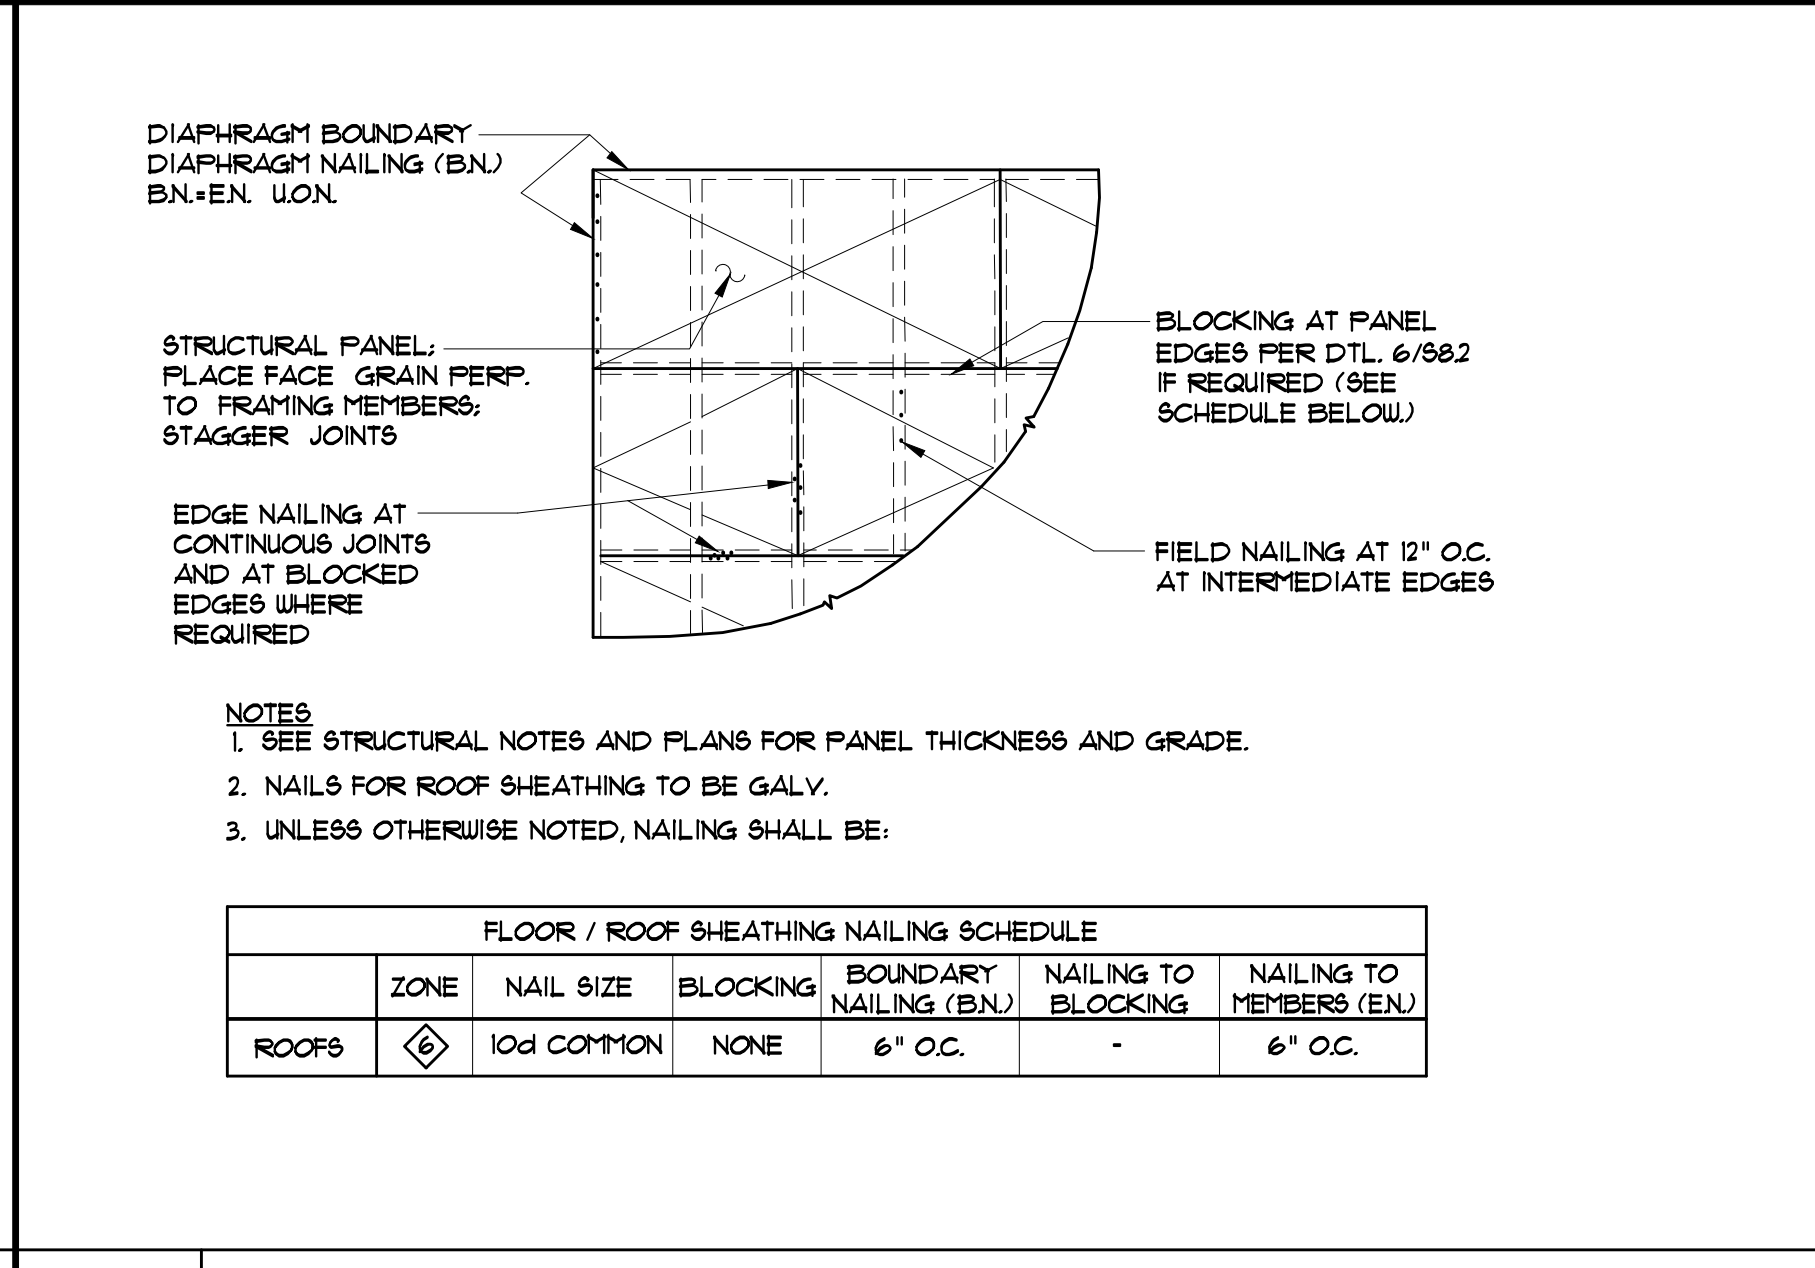 DIAPHRAGM BOUNDARY
DIAPHRAGM NAILING (B.N.)
B.N.=E.N. U.O.N.
STRUCTURAL PANEL;
PLACE FACE GRAIN PERP.
TO FRAMING MEMBERS;
STAGGER JOINTS
EDGE NAILING AT
CONTINUOUS JOINTS
AND AT BLOCKED
EDGES WHERE
REQUIRED
BLOCKING AT PANEL
EDGES PER DTL. 6/S8.2
IF REQUIRED (SEE
SCHEDULE BELOW.)
FIELD NAILING AT 12" O.C.
AT INTERMEDIATE EDGES
NOTES
1. SEE STRUCTURAL NOTES AND PLANS FOR PANEL THICKNESS AND GRADE.
2. NAILS FOR ROOF SHEATHING TO BE GALV.
3. UNLESS OTHERWISE NOTED, NAILING SHALL BE:
FLOOR / ROOF SHEATHING NAILING SCHEDULE
ZONE
NAIL SIZE
BLOCKING
BOUNDARY
NAILING (B.N.)
NAILING TO
BLOCKING
NAILING TO
MEMBERS (E.N.)
ROOFS
6
10d COMMON
NONE
6" O.C.
-
6" O.C.